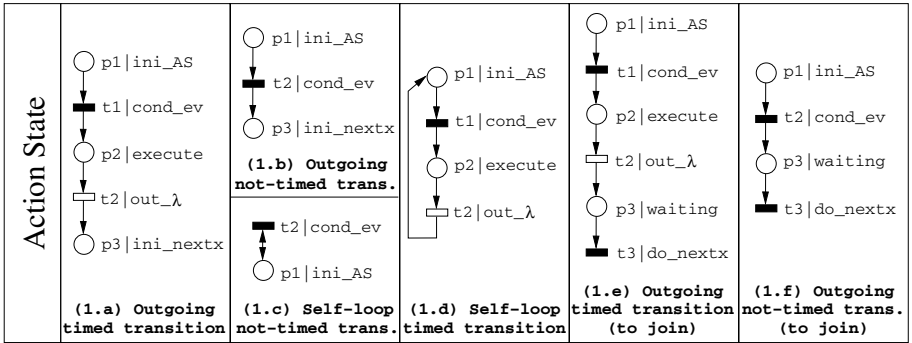 Action State
p1|ini_AS
t1|cond_ev
p2|execute
t2|out_λ
p3|ini_nextx
(1.a) Outgoing
timed transition
p1|ini_AS
t2|cond_ev
p3|ini_nextx
(1.b) Outgoing
not-timed trans.
t2|cond_ev
p1|ini_AS
(1.c) Self-loop
not-timed trans.
p1|ini_AS
t1|cond_ev
p2|execute
t2|out_λ
(1.d) Self-loop
timed transition
p1|ini_AS
t1|cond_ev
p2|execute
t2|out_λ
p3|waiting
t3|do_nextx
(1.e) Outgoing
timed transition
(to join)
p1|ini_AS
t2|cond_ev
p3|waiting
t3|do_nextx
(1.f) Outgoing
not-timed trans.
(to join)